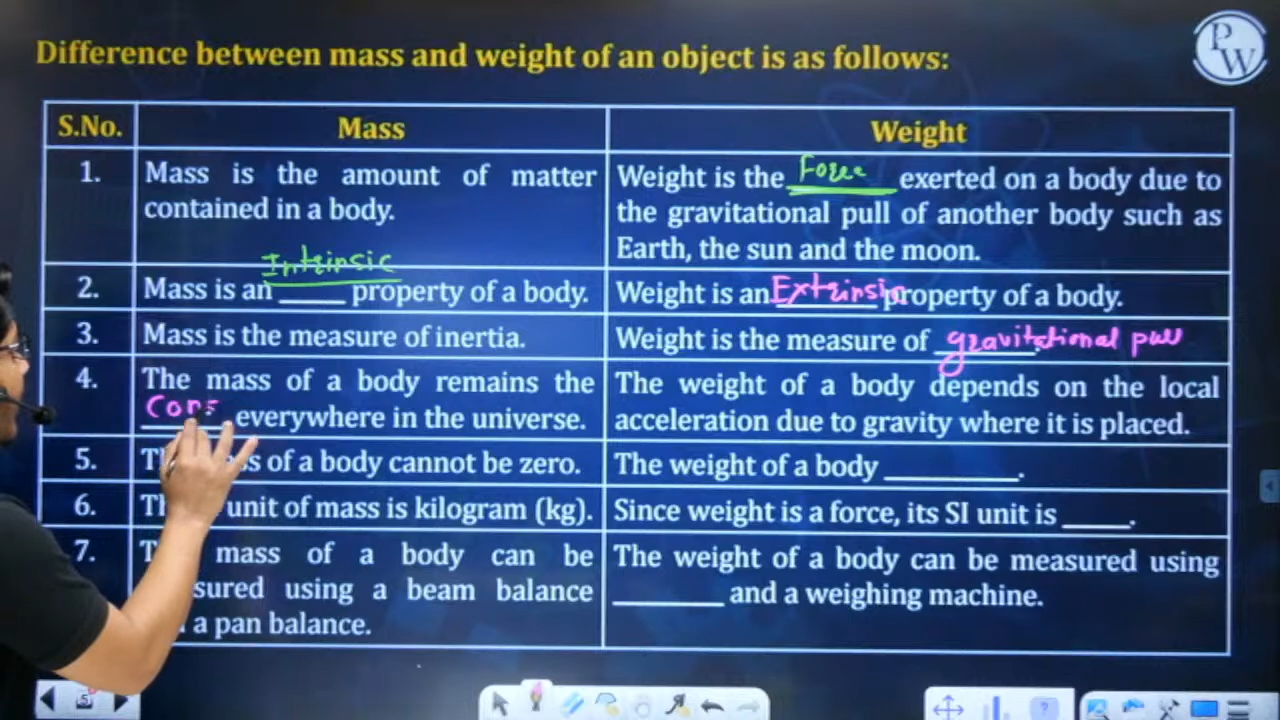 PW
Difference between mass and weight of an object is as follows:
S.No. Mass Weight
1. Mass is the amount of matter
contained in a body.
Weight is the Force exerted on a body due to
the gravitational pull of another body such as
Earth, the sun and the moon.
2. Mass is an Intrinsic property of a body.
Weight is an Extrinsic property of a body.
3. Mass is the measure of inertia.
Weight is the measure of gravitational pull.
4. The mass of a body remains the
Cons everywhere in the universe.
The weight of a body depends on the local
acceleration due to gravity where it is placed.
5. of a body cannot be zero.
The weight of a body ________.
6. unit of mass is kilogram (kg).
Since weight is a force, its SI unit is ____.
7. mass of a body can be
using a beam balance
a pan balance.
The weight of a body can be measured using
_______ and a weighing machine.
5